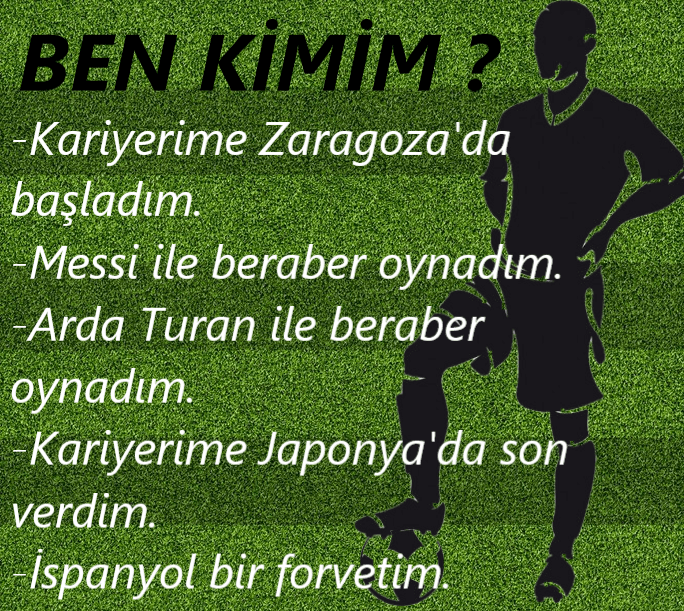 BEN KİMİM ?
-Kariyerime Zaragoza'da
başladım.
-Messi ile beraber oynadım.
-Arda Turan ile beraber
oynadım.
-Kariyerime Japonya'da son
verdim.
-İspanyol bir forvetim.